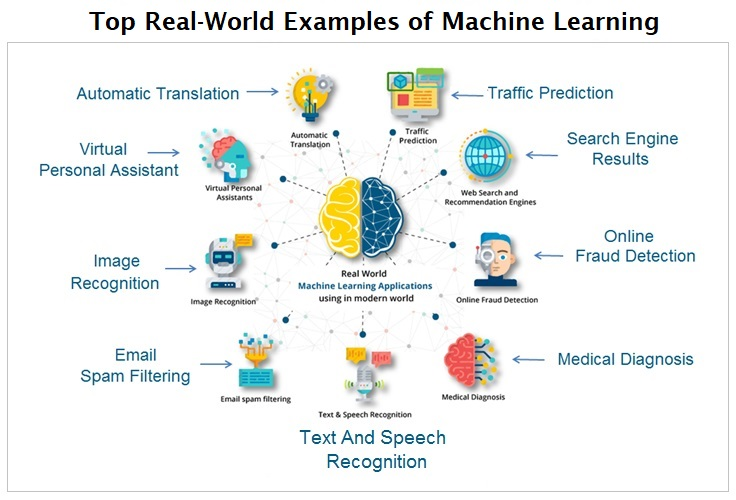 Top Real-World Examples of Machine Learning
Automatic Translation
Traffic Prediction
Automatic
Translation
Traffic
Prediction
Virtual
Personal Assistant
Search Engine
Results
Virtual Personal
Assistants
Web Search and
Recommendation Engines
Image
Recognition
Online
Fraud Detection
Real World
Machine Learning Applications
using in modern world
Image Recognition
Online Fraud Detection
Email
Spam Filtering
Medical Diagnosis
Email spam filtering
Text & Speech Recognition
Medical Diagnosis
Text And Speech
Recognition